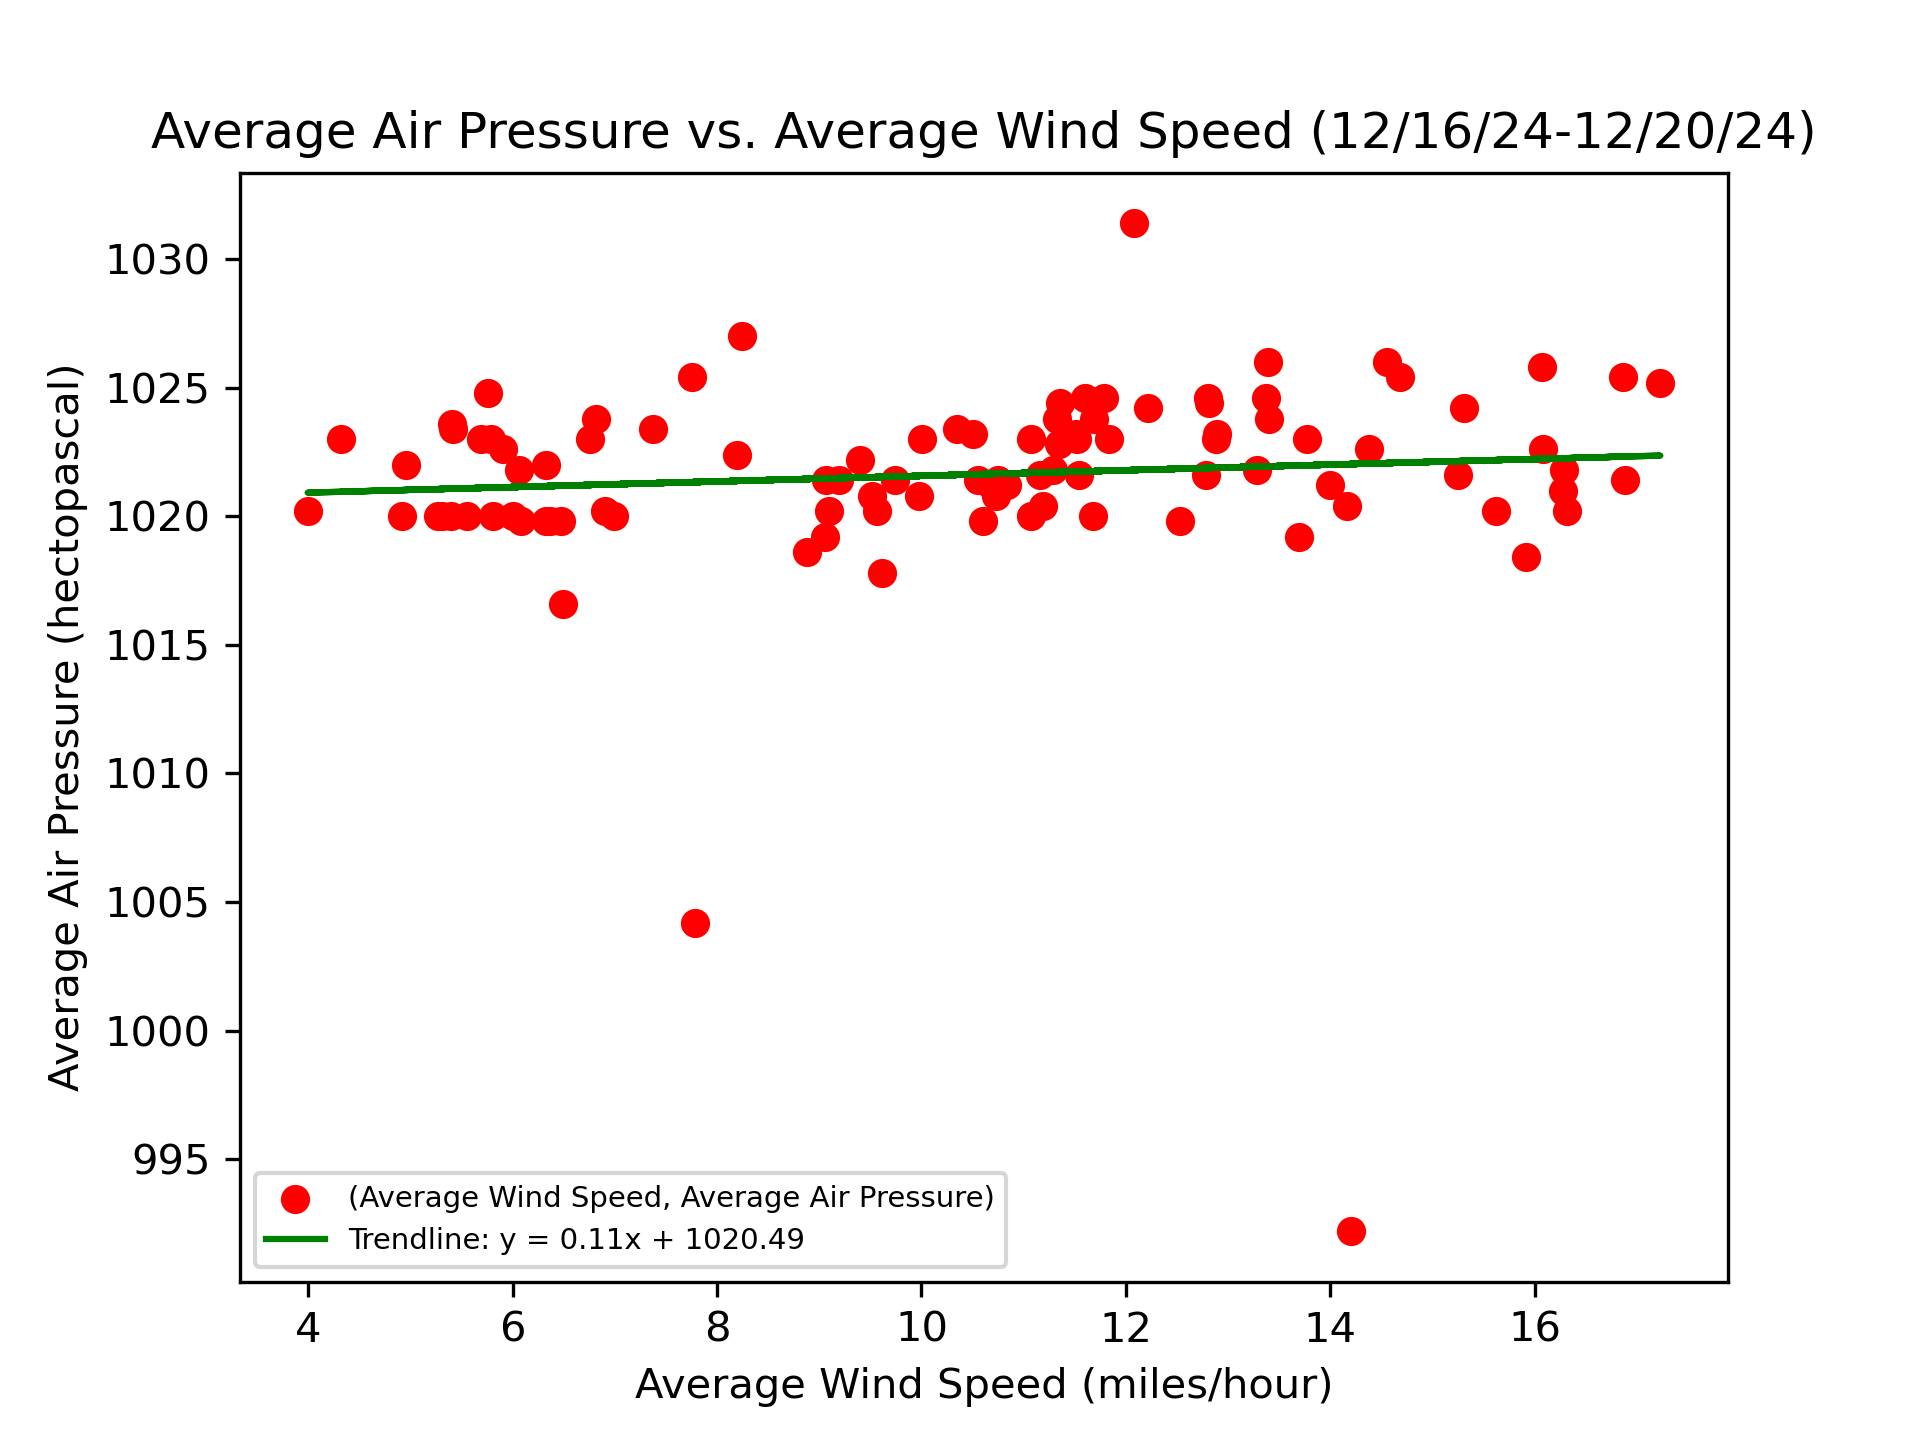 Average Air Pressure vs. Average Wind Speed (12/16/24-12/20/24)
Average Air Pressure (hectopascal)
1030
1025
1020
1015
1010
1005
1000
995
(Average Wind Speed, Average Air Pressure)
Trendline: y = 0.11x + 1020.49
4 6 8 10 12 14 16
Average Wind Speed (miles/hour)